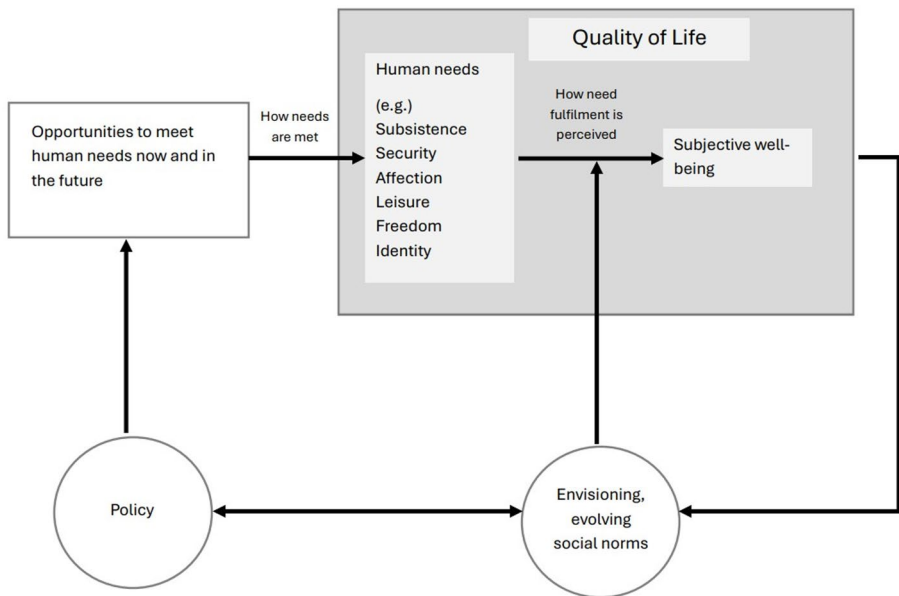 Quality of Life
Opportunities to meet
human needs now and in
the future
How needs
are met
Human needs
(e.g.)
Subsistence
Security
Affection
Leisure
Freedom
Identity
How need
fulfilment is
perceived
Subjective well-
being
Policy
Envisioning,
evolving
social norms